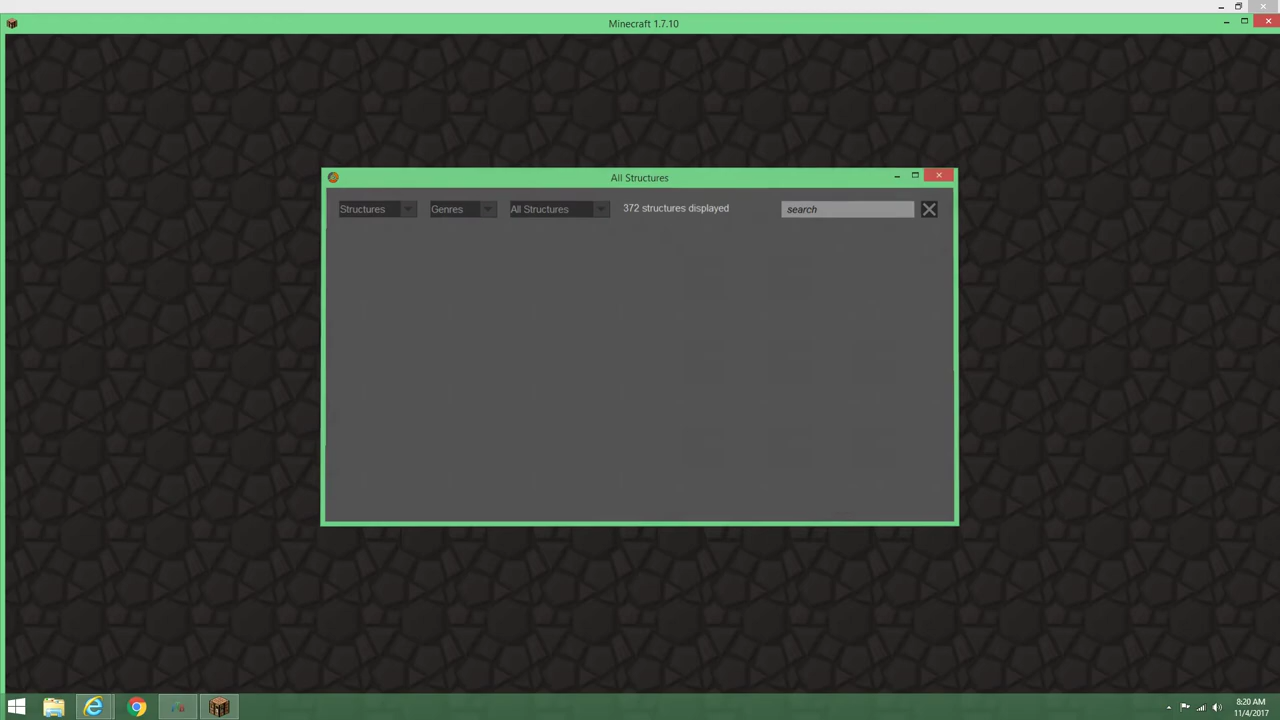 Minecraft 1.7.10
All Structures
Structures
Genres
All Structures
372 structures displayed
search
8:20 AM
11/4/2017